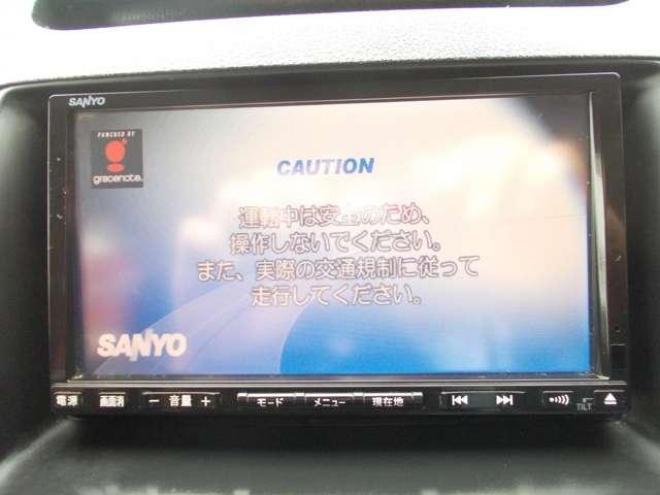 SANYO
POWERED BY
gracenote.
CAUTION
運転中は安全のため、
操作しないでください。
また、実際の交通規制に従って
走行してください。
SANYO
電源 画面消 − 音量 + モード メニュー 現在地 TILT